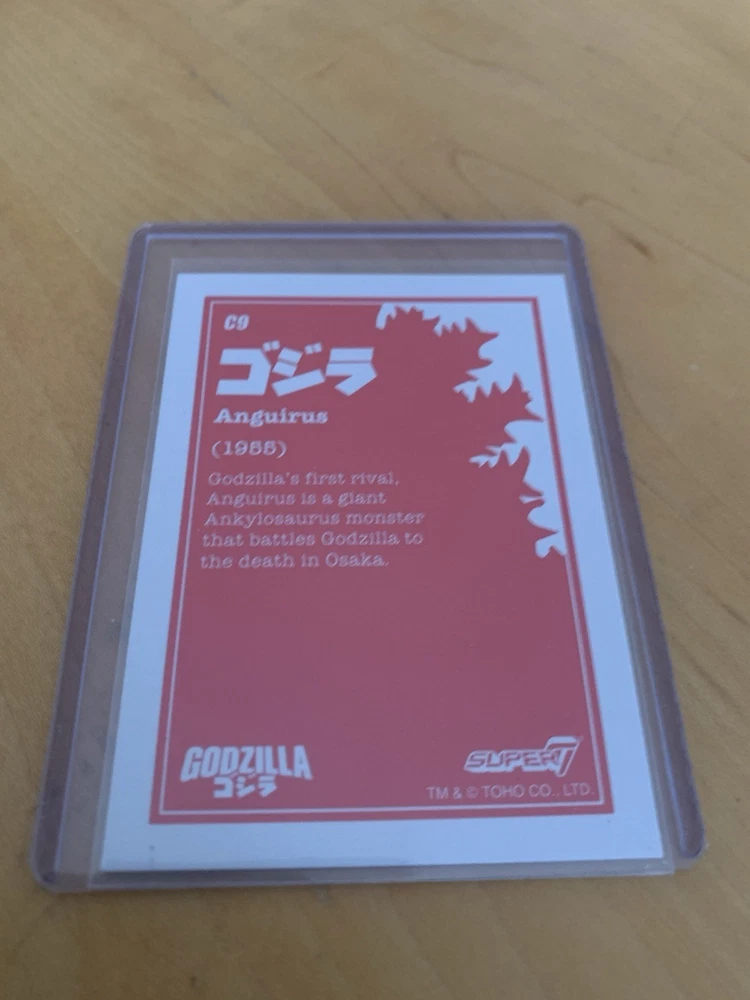 C9
ゴジラ
Anguirus
(1955)
Godzilla's first rival,
Anguirus is a giant
Ankylosaurus monster
that battles Godzilla to
the death in Osaka.
GODZILLA
ゴジラ
SUPER7
TM & © TOHO CO., LTD.